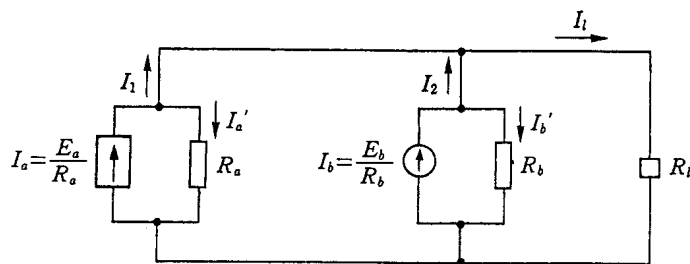 I_l
I_1
I_2
I_a'
I_b'
I_a=E_a/R_a
R_a
I_b=E_b/R_b
R_b
R_l